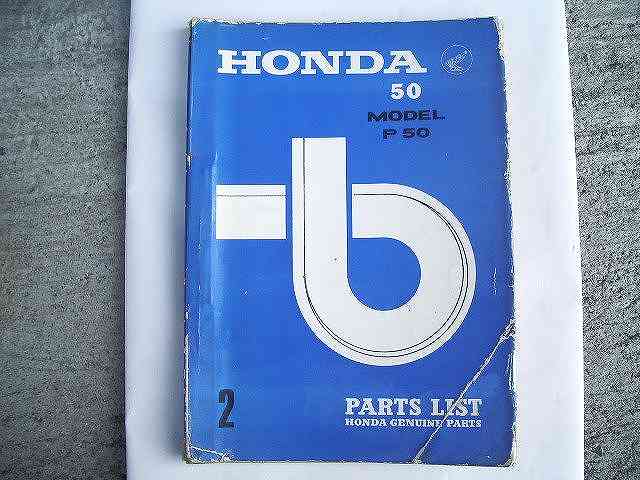 HONDA
50
MODEL
P 50
2
PARTS LIST
HONDA GENUINE PARTS